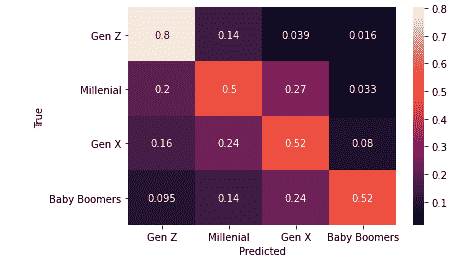 Gen Z 0.8 0.14 0.039 0.016
Millenial 0.2 0.5 0.27 0.033
Gen X 0.16 0.24 0.52 0.08
Baby Boomers 0.095 0.14 0.24 0.52
Gen Z Millenial Gen X Baby Boomers
True
Predicted
0.8
0.7
0.6
0.5
0.4
0.3
0.2
0.1